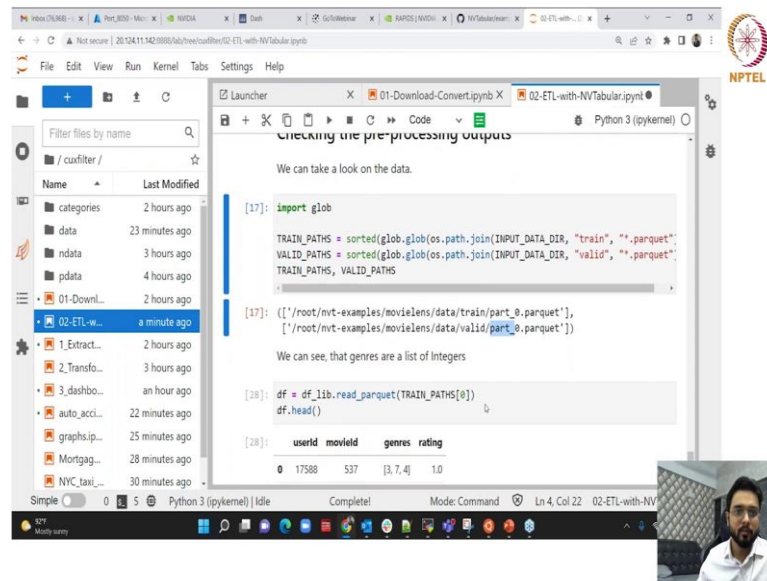 Inbox (76,968) - x
Port_8050 - Micr x
NVIDIA x
Dash x
GoToWebinar x
RAPIDS | NVIDIA x
NVTabular/exam x
02-ETL-with-... x
Not secure | 20.124.11.142:8888/lab/tree/cuxfilter/02-ETL-with-NVTabular.ipynb
NPTEL
File Edit View Run Kernel Tabs Settings Help
Launcher
01-Download-Convert.ipynb
02-ETL-with-NVTabular.ipynb
Code
Python 3 (ipykernel)
Filter files by name
/ cuxfilter /
Name Last Modified
categories 2 hours ago
data 23 minutes ago
ndata 3 hours ago
pdata 4 hours ago
01-Downl... 2 hours ago
02-ETL-w... a minute ago
1_Extract... 2 hours ago
2_Transfo... 3 hours ago
3_dashbo... an hour ago
auto_acci... 22 minutes ago
graphs.ip... 25 minutes ago
Mortgag... 28 minutes ago
NYC_taxi_... 30 minutes ago
Checking the pre-processing outputs
We can take a look on the data.
[17]: import glob
TRAIN_PATHS = sorted(glob.glob(os.path.join(INPUT_DATA_DIR, "train", "*.parquet"
VALID_PATHS = sorted(glob.glob(os.path.join(INPUT_DATA_DIR, "valid", "*.parquet"
TRAIN_PATHS, VALID_PATHS
[17]: (['/root/nvt-examples/movielens/data/train/part_0.parquet'],
['/root/nvt-examples/movielens/data/valid/part_0.parquet'])
We can see, that genres are a list of Integers
[28]: df = df_lib.read_parquet(TRAIN_PATHS[0])
df.head()
[28]: userId movieId genres rating
0 17588 537 [3, 7, 4] 1.0
Simple 0 5 Python 3 (ipykernel) | Idle Complete! Mode: Command Ln 4, Col 22 02-ETL-with-NV
92°F
Mostly sunny